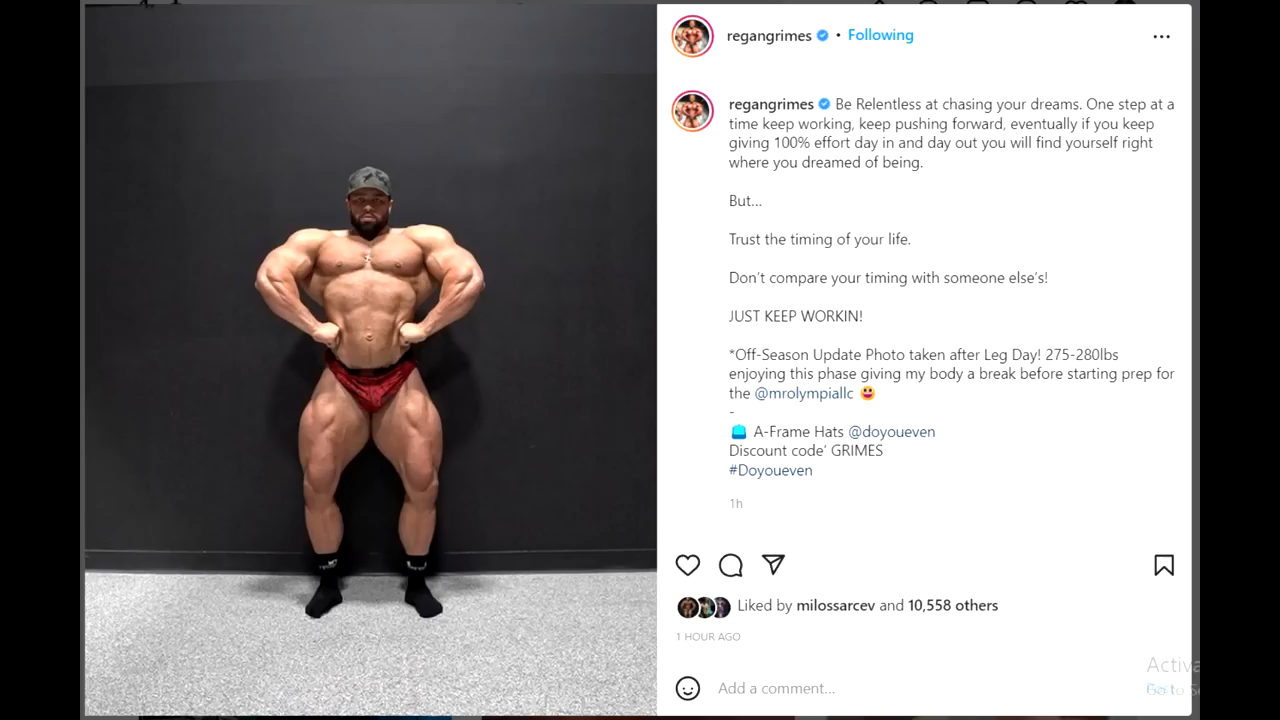 regangrimes • Following
regangrimes Be Relentless at chasing your dreams. One step at a
time keep working, keep pushing forward, eventually if you keep
giving 100% effort day in and day out you will find yourself right
where you dreamed of being.
But...
Trust the timing of your life.
Don't compare your timing with someone else's!
JUST KEEP WORKIN!
*Off-Season Update Photo taken after Leg Day! 275-280lbs
enjoying this phase giving my body a break before starting prep for
the @mrolympiallc 😃
-
🧢 A-Frame Hats @doyoueven
Discount code' GRIMES
#Doyoueven
1h
Liked by milossarcev and 10,558 others
1 HOUR AGO
Add a comment...
Activa
Go to S